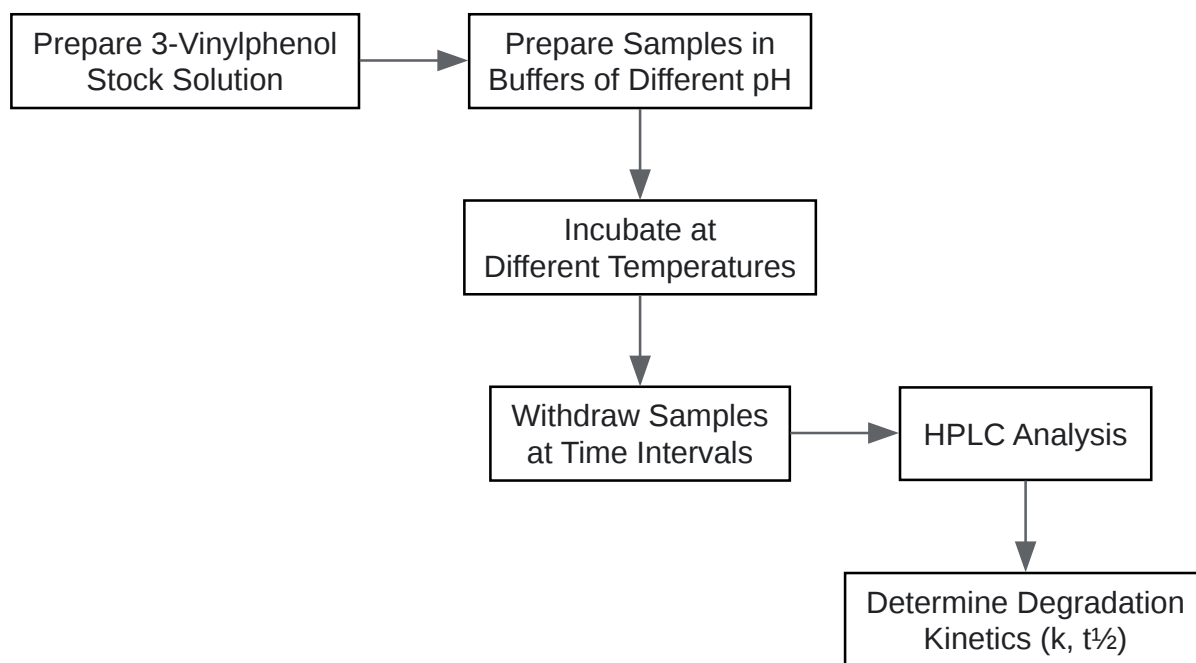 Prepare 3-Vinylphenol
Stock Solution
Prepare Samples in
Buffers of Different pH
Incubate at
Different Temperatures
Withdraw Samples
at Time Intervals
HPLC Analysis
Determine Degradation
Kinetics (k, t½)